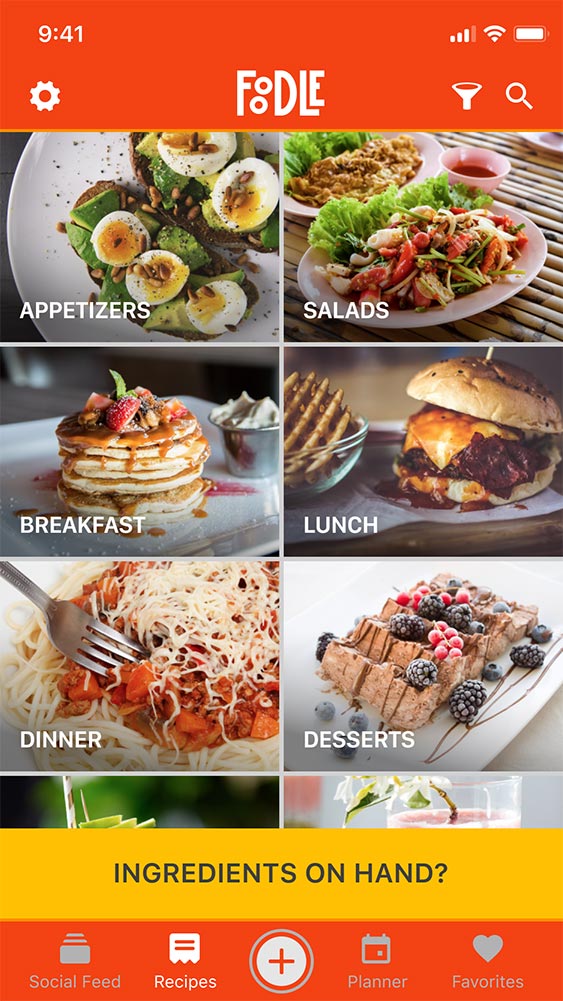 9:41
FOODLE
APPETIZERS
SALADS
BREAKFAST
LUNCH
DINNER
DESSERTS
INGREDIENTS ON HAND?
Social Feed
Recipes
Planner
Favorites